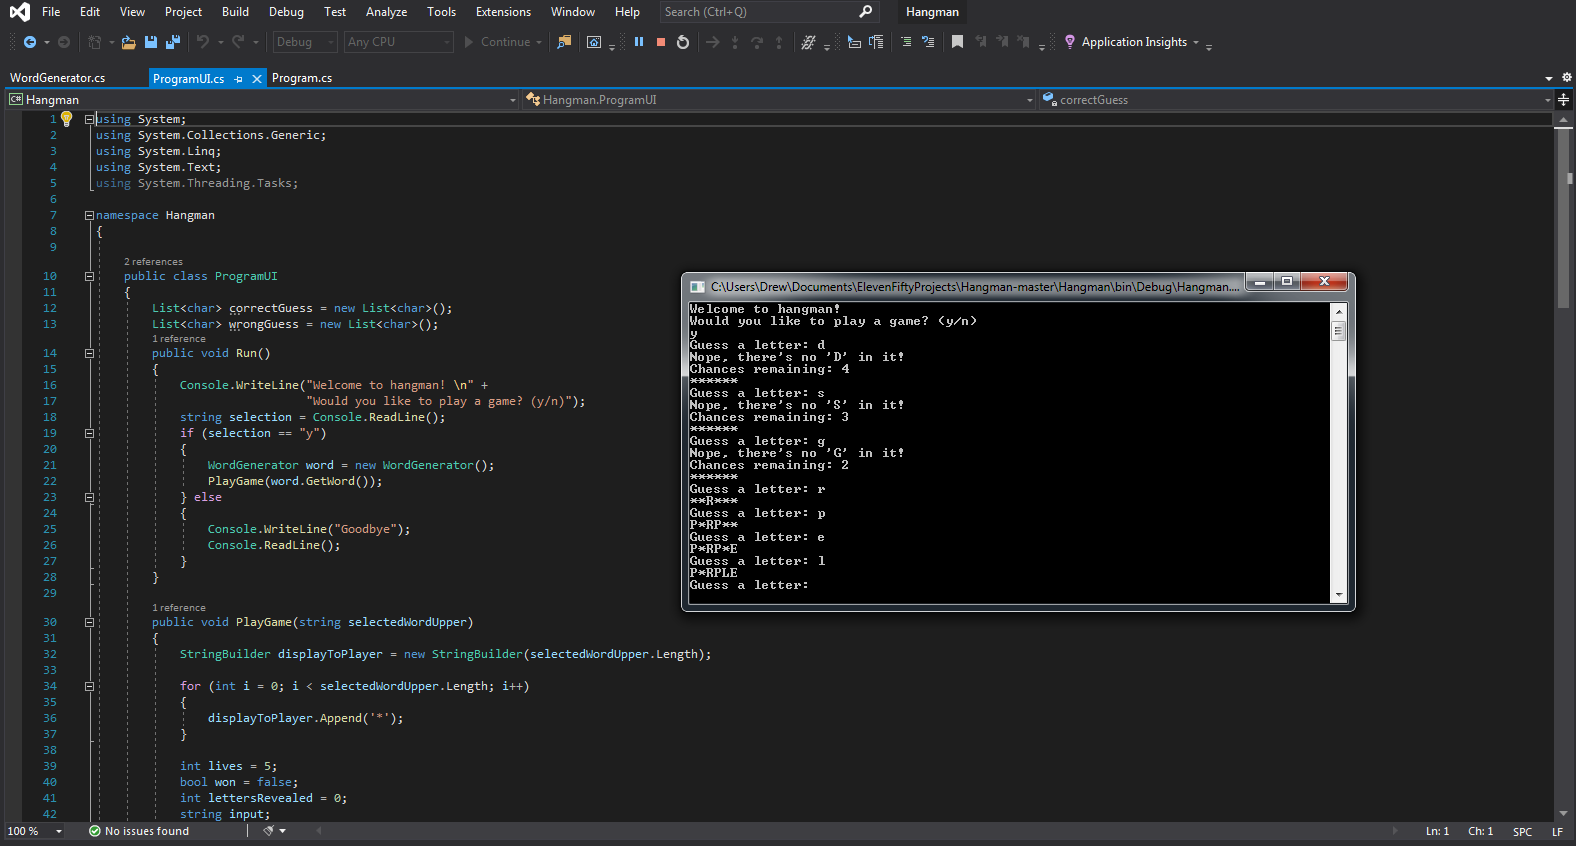 File Edit View Project Build Debug Test Analyze Tools Extensions Window Help Search (Ctrl+Q) Hangman
Debug Any CPU Continue Application Insights
WordGenerator.cs ProgramUI.cs Program.cs
C# Hangman Hangman.ProgramUI correctGuess
1 using System;
2 using System.Collections.Generic;
3 using System.Linq;
4 using System.Text;
5 using System.Threading.Tasks;
6
7 namespace Hangman
8 {
9
2 references
10 public class ProgramUI
11 {
12 List<char> correctGuess = new List<char>();
13 List<char> wrongGuess = new List<char>();
1 reference
14 public void Run()
15 {
16 Console.WriteLine("Welcome to hangman! \n" +
17 "Would you like to play a game? (y/n)");
18 string selection = Console.ReadLine();
19 if (selection == "y")
20 {
21 WordGenerator word = new WordGenerator();
22 PlayGame(word.GetWord());
23 } else
24 {
25 Console.WriteLine("Goodbye");
26 Console.ReadLine();
27 }
28 }
29
1 reference
30 public void PlayGame(string selectedWordUpper)
31 {
32 StringBuilder displayToPlayer = new StringBuilder(selectedWordUpper.Length);
33
34 for (int i = 0; i < selectedWordUpper.Length; i++)
35 {
36 displayToPlayer.Append('*');
37 }
38
39 int lives = 5;
40 bool won = false;
41 int lettersRevealed = 0;
42 string input;
C:\Users\Drew\Documents\ElevenFiftyProjects\Hangman-master\Hangman\bin\Debug\Hangman....
Welcome to hangman!
Would you like to play a game? (y/n)
y
Guess a letter: d
Nope, there's no 'D' in it!
Chances remaining: 4
******
Guess a letter: s
Nope, there's no 'S' in it!
Chances remaining: 3
******
Guess a letter: g
Nope, there's no 'G' in it!
Chances remaining: 2
******
Guess a letter: r
**R***
Guess a letter: p
P*RP**
Guess a letter: e
P*RP*E
Guess a letter: l
P*RPLE
Guess a letter:
100 % No issues found Ln: 1 Ch: 1 SPC LF